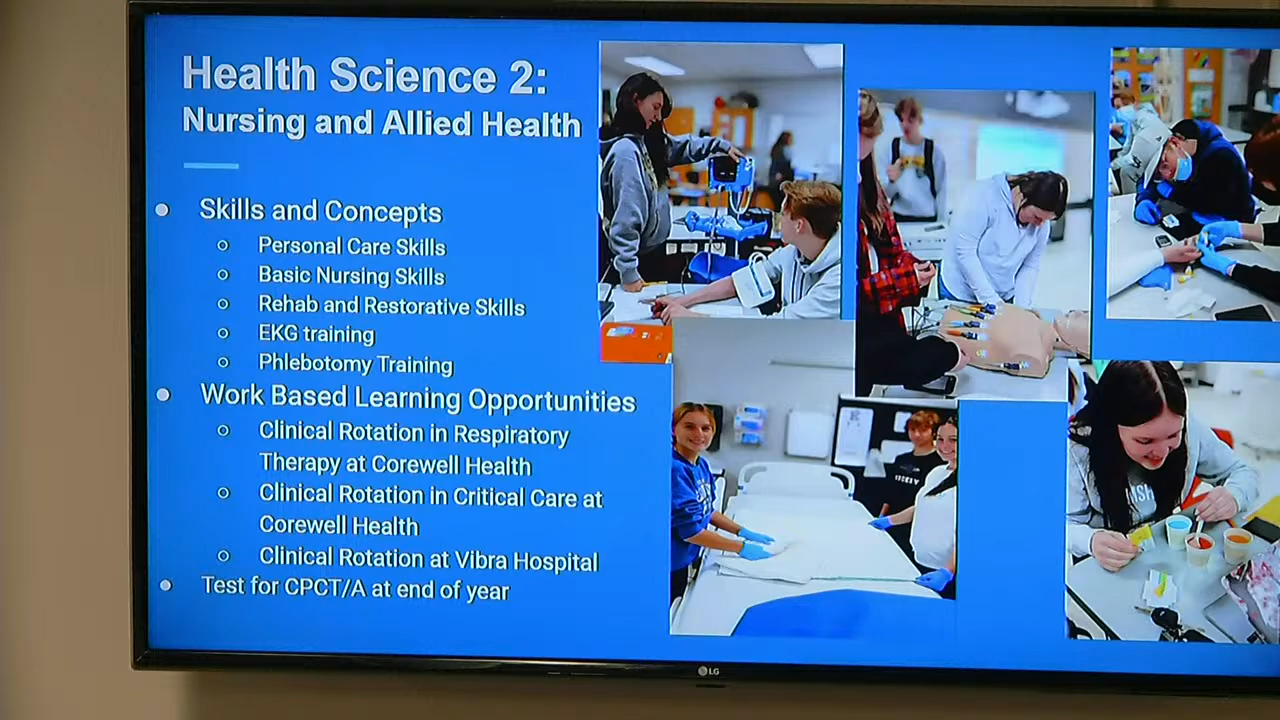 Health Science 2:
Nursing and Allied Health
Skills and Concepts
Personal Care Skills
Basic Nursing Skills
Rehab and Restorative Skills
EKG training
Phlebotomy Training
Work Based Learning Opportunities
Clinical Rotation in Respiratory
Therapy at Corewell Health
Clinical Rotation in Critical Care at
Corewell Health
Clinical Rotation at Vibra Hospital
Test for CPCT/A at end of year
LG